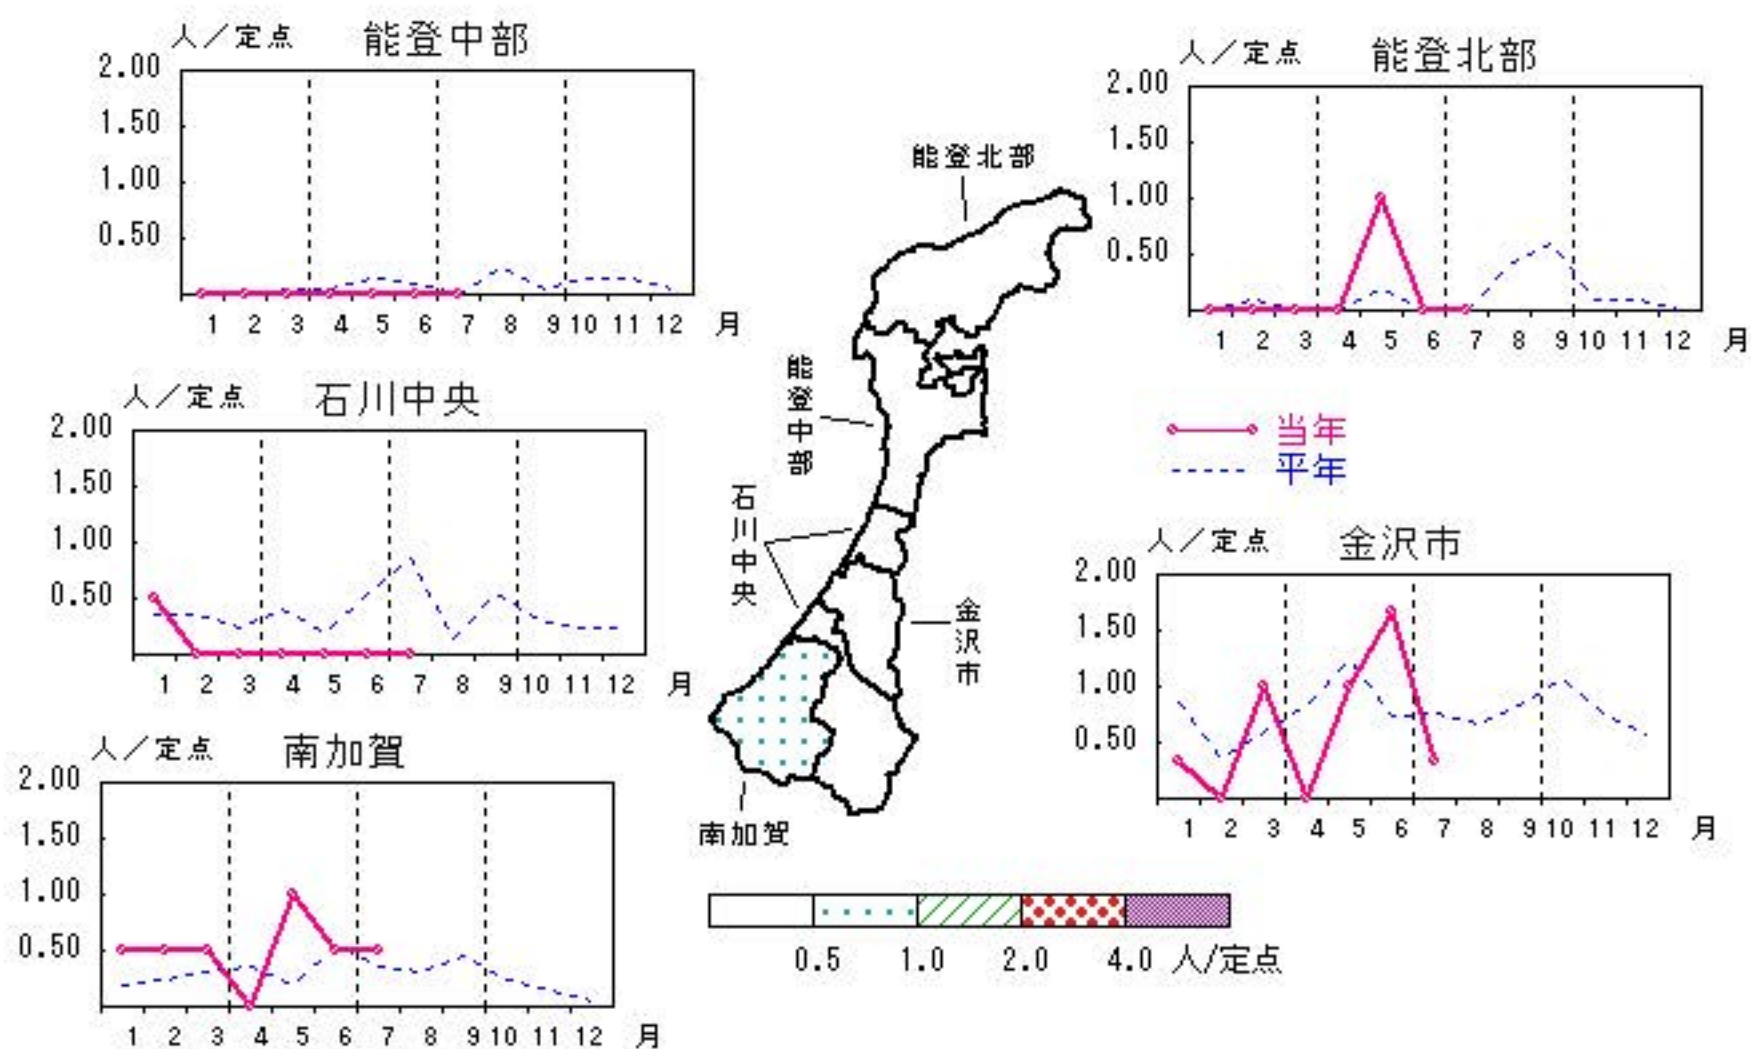 人／定点 能登中部
2.00
1.50
1.00
0.50
1 2 3 4 5 6 7 8 9 10 11 12 月
人／定点 能登北部
2.00
1.50
1.00
0.50
1 2 3 4 5 6 7 8 9 10 11 12 月
能登北部
能登中部
石川中央
金沢市
南加賀
人／定点 石川中央
2.00
1.50
1.00
0.50
1 2 3 4 5 6 7 8 9 10 11 12 月
当年
平年
人／定点 金沢市
2.00
1.50
1.00
0.50
1 2 3 4 5 6 7 8 9 10 11 12 月
人／定点 南加賀
2.00
1.50
1.00
0.50
1 2 3 4 5 6 7 8 9 10 11 12 月
0.5 1.0 2.0 4.0 人/定点